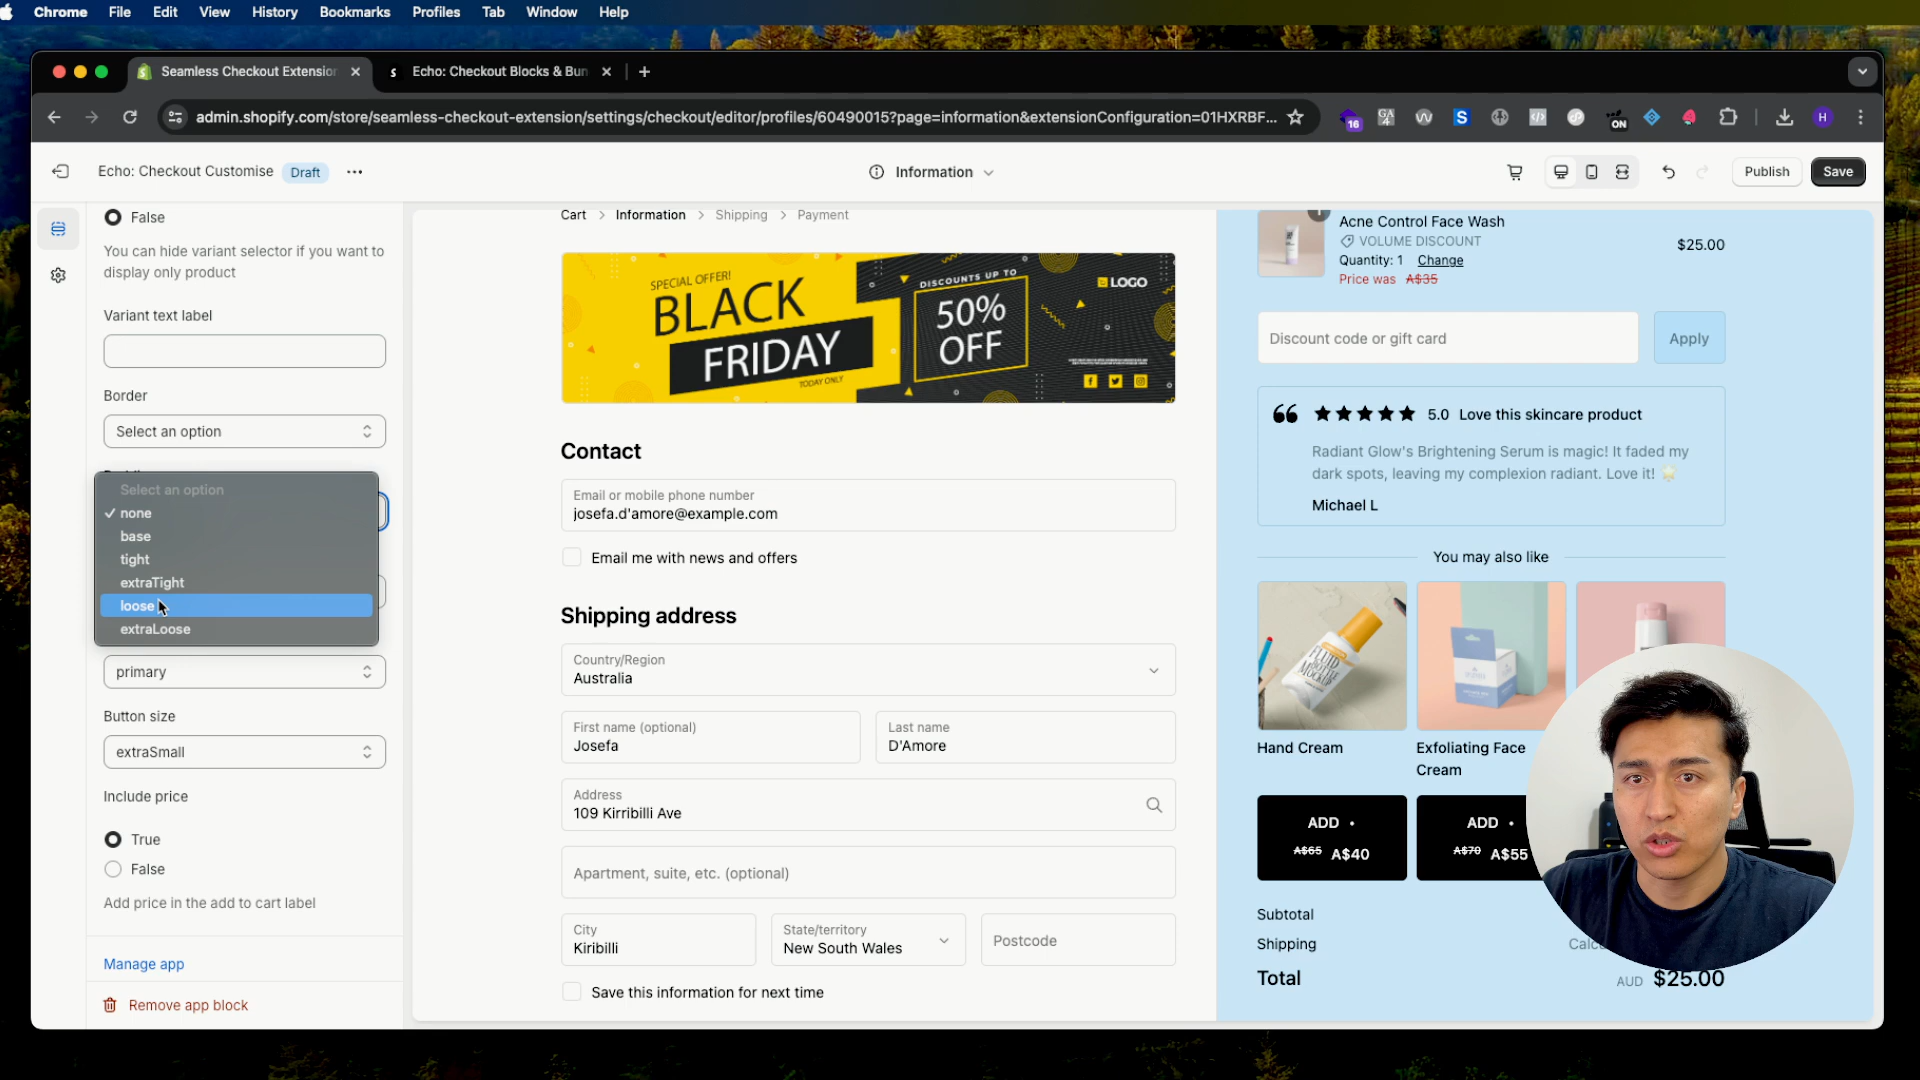 Chrome File Edit View History Bookmarks Profiles Tab Window Help
Seamless Checkout Extension
Echo: Checkout Blocks & Bun
admin.shopify.com/store/seamless-checkout-extension/settings/checkout/editor/profiles/60490015?page=information&extensionConfiguration=01HXRBF...
16
ON
H
Echo: Checkout Customise
Draft
Information
Publish
Save
False
You can hide variant selector if you want to
display only product
Variant text label
Border
Select an option
Select an option
none
base
tight
extraTight
loose
extraLoose
primary
Button size
extraSmall
Include price
True
False
Add price in the add to cart label
Manage app
Remove app block
Cart > Information > Shipping > Payment
SPECIAL OFFER!
BLACK
FRIDAY
TODAY ONLY
DISCOUNTS UP TO
50%
OFF
LOGO
Contact
Email or mobile phone number
josefa.d'amore@example.com
Email me with news and offers
Shipping address
Country/Region
Australia
First name (optional)
Josefa
Last name
D'Amore
Address
109 Kirribilli Ave
Apartment, suite, etc. (optional)
City
Kiribilli
State/territory
New South Wales
Postcode
Save this information for next time
Acne Control Face Wash
VOLUME DISCOUNT
Quantity: 1 Change
Price was A$35
$25.00
Discount code or gift card
Apply
5.0 Love this skincare product
Radiant Glow's Brightening Serum is magic! It faded my
dark spots, leaving my complexion radiant. Love it! 🌟
Michael L
You may also like
FLUID
BOTTLE
MOCKUP
Hand Cream
Exfoliating Face
Cream
ADD •
A$65 A$40
ADD •
A$70 A$55
Subtotal
Shipping
Total
AUD $25.00